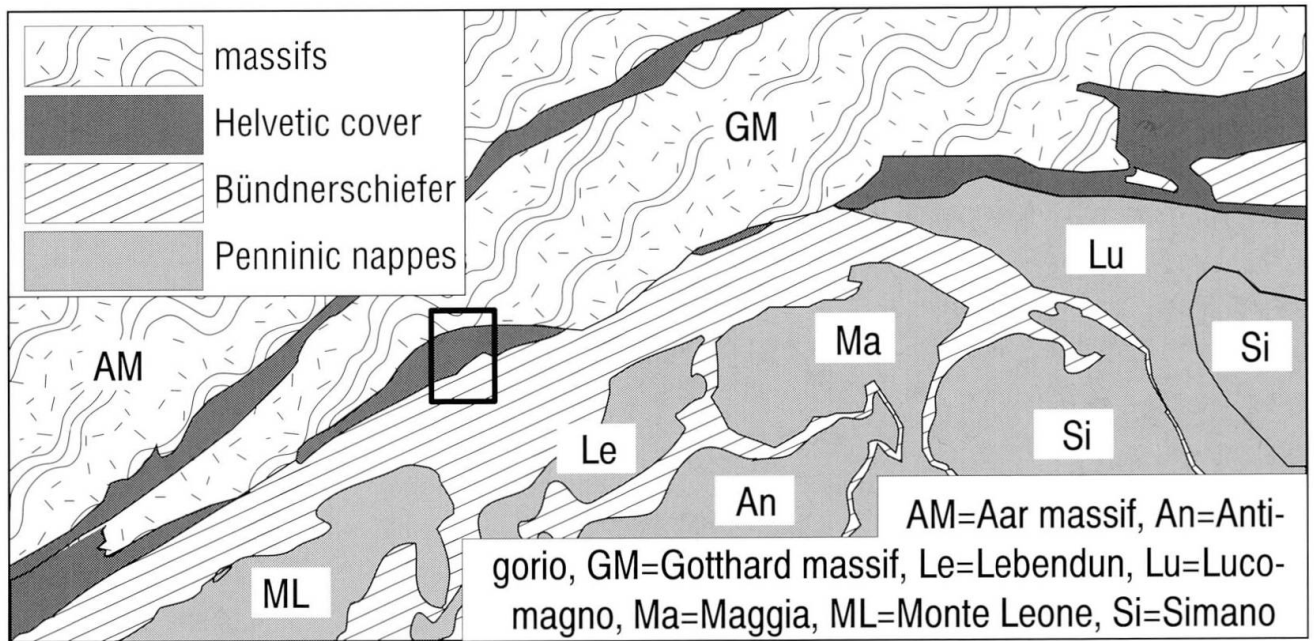 massifs
Helvetic cover
Bündnerschiefer
Penninic nappes
GM
AM
Lu
Ma
Si
Si
Le
An
ML
AM=Aar massif, An=Anti-
gorio, GM=Gotthard massif, Le=Lebendun, Lu=Luco-
magno, Ma=Maggia, ML=Monte Leone, Si=Simano